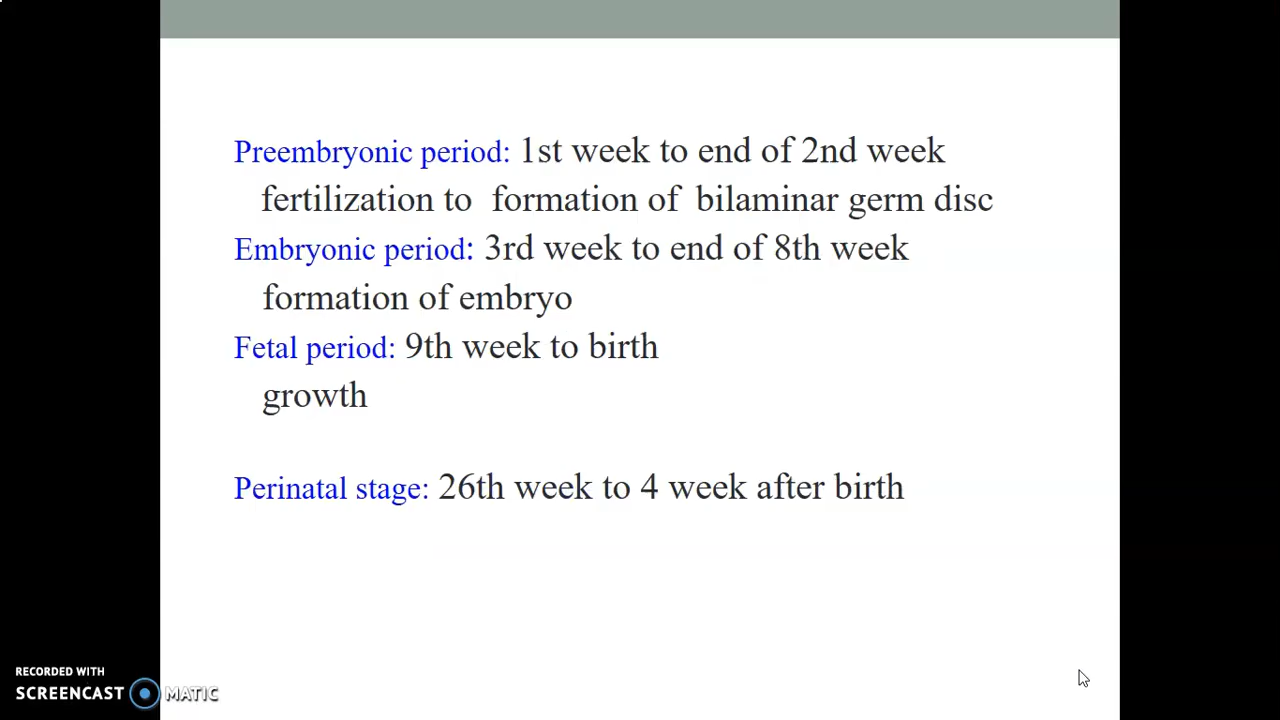 Preembryonic period: 1st week to end of 2nd week
fertilization to formation of bilaminar germ disc
Embryonic period: 3rd week to end of 8th week
formation of embryo
Fetal period: 9th week to birth
growth
Perinatal stage: 26th week to 4 week after birth
RECORDED WITH
SCREENCAST MATIC